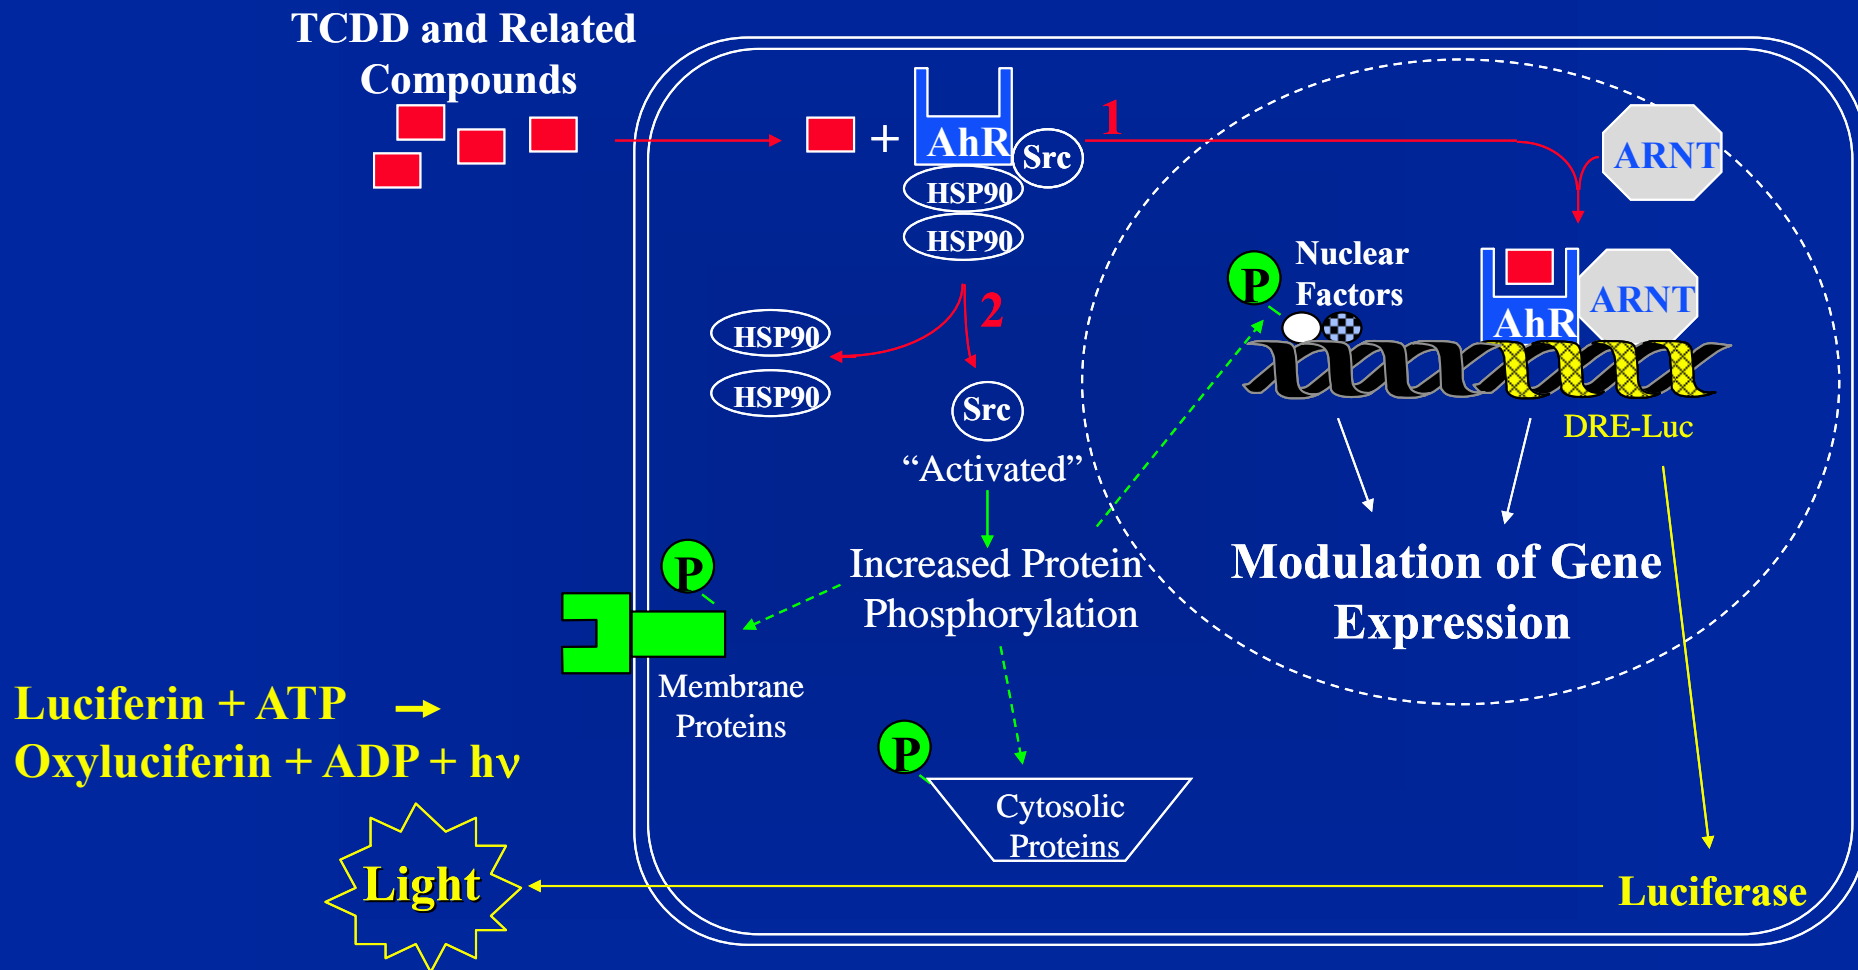 TCDD and Related
Compounds
+
AhR
Src
HSP90
HSP90
1
ARNT
2
HSP90
HSP90
Src
“Activated”
Increased Protein
Phosphorylation
P
Nuclear
Factors
AhR
ARNT
DRE-Luc
Modulation of Gene
Expression
P
Membrane
Proteins
P
Cytosolic
Proteins
Luciferin + ATP →
Oxyluciferin + ADP + hν
Light
Luciferase